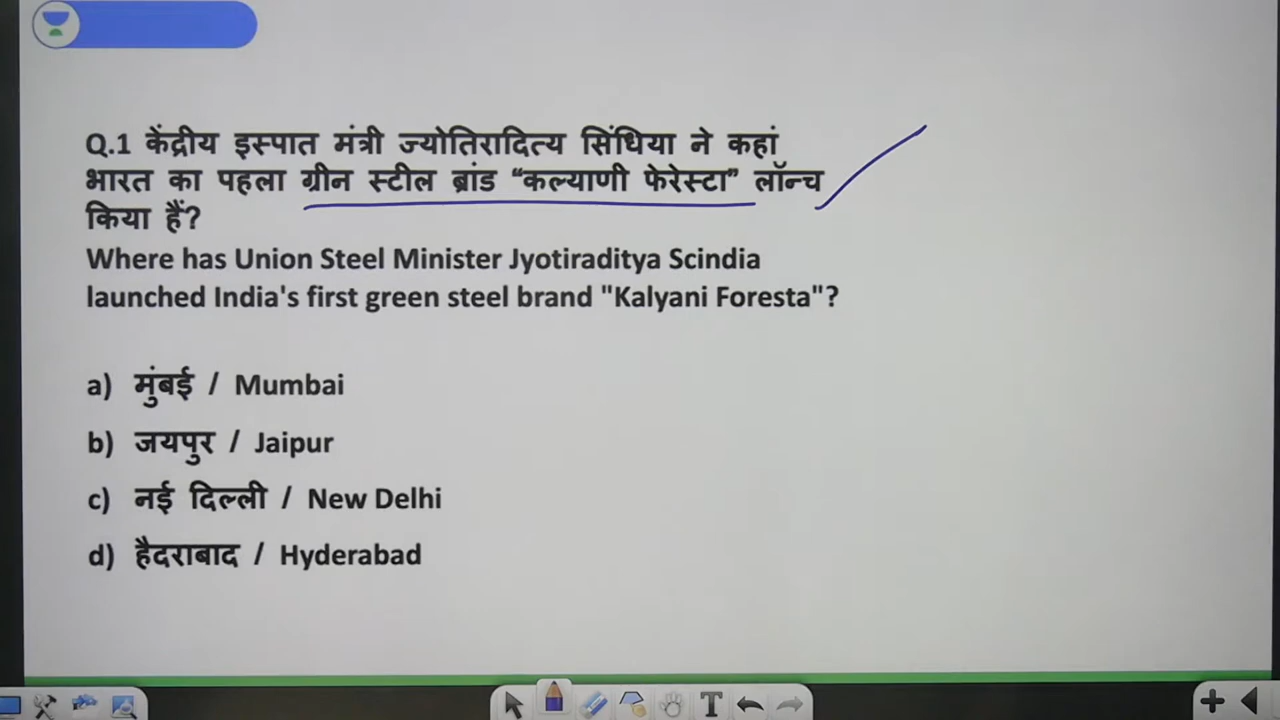 Q.1 केंद्रीय इस्पात मंत्री ज्योतिरादित्य सिंधिया ने कहां
भारत का पहला ग्रीन स्टील ब्रांड “कल्याणी फेरेस्टा” लॉन्च
किया हैं?
Where has Union Steel Minister Jyotiraditya Scindia
launched India's first green steel brand "Kalyani Foresta"?
a) मुंबई / Mumbai
b) जयपुर / Jaipur
c) नई दिल्ली / New Delhi
d) हैदराबाद / Hyderabad